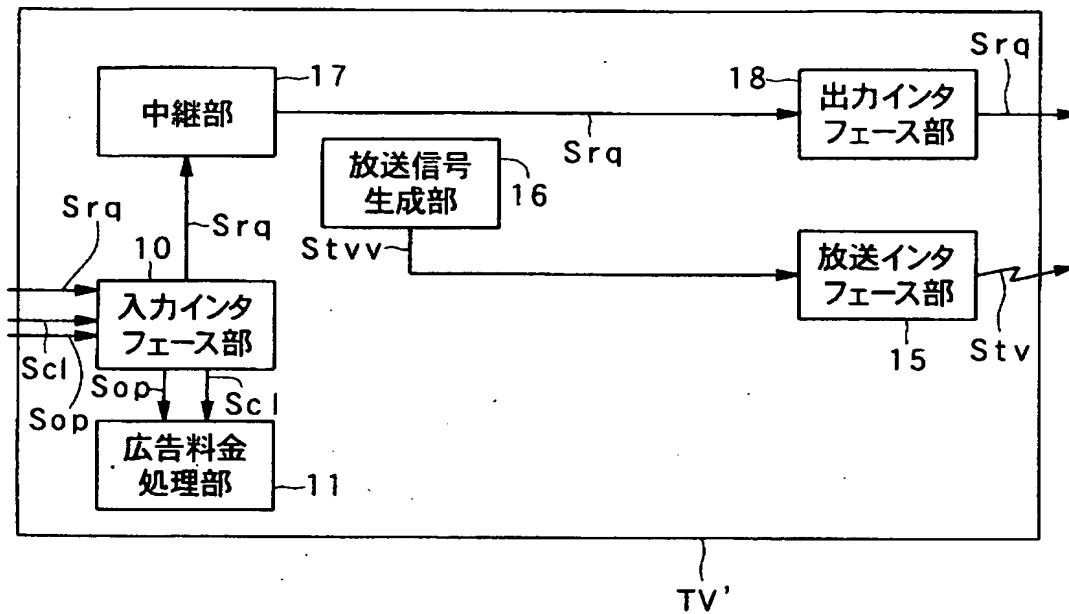 17
中継部
Srq
18
出力インタ
フェース部
Srq
放送信号
生成部
16
Srq
Srq
10
Stvv
放送インタ
フェース部
15
Stv
入力インタ
フェース部
Scl
Sop
Sop
Scl
広告料金
処理部
11
TV'